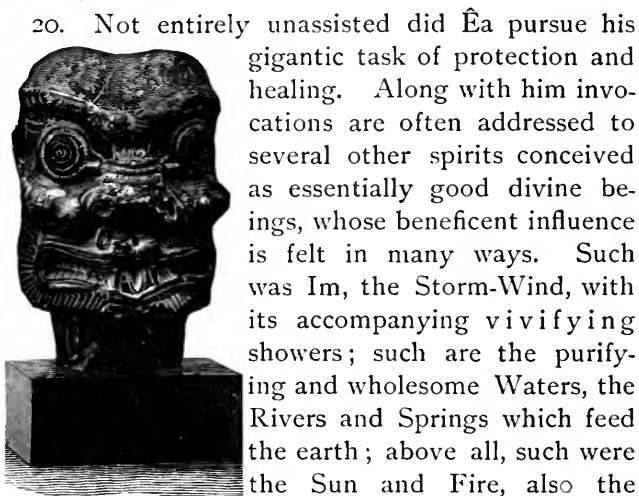 20. Not entirely unassisted did Êa pursue his
gigantic task of protection and
healing. Along with him invo-
cations are often addressed to
several other spirits conceived
as essentially good divine be-
ings, whose beneficent influence
is felt in many ways. Such
was Im, the Storm-Wind, with
its accompanying vivifying
showers; such are the purify-
ing and wholesome Waters, the
Rivers and Springs which feed
the earth; above all, such were
the Sun and Fire, also the